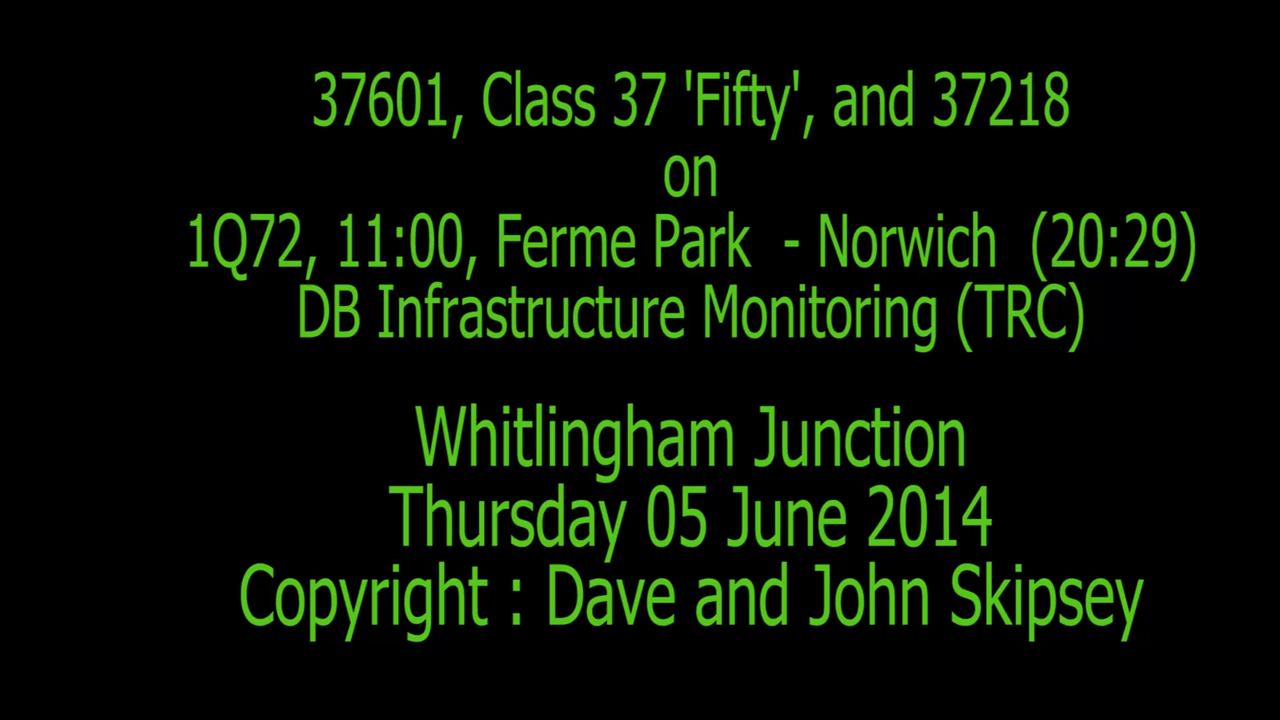 37601, Class 37 'Fifty', and 37218
on
1Q72, 11:00, Ferme Park  - Norwich  (20:29)
DB Infrastructure Monitoring (TRC)
Whitlingham Junction
Thursday 05 June 2014
Copyright : Dave and John Skipsey